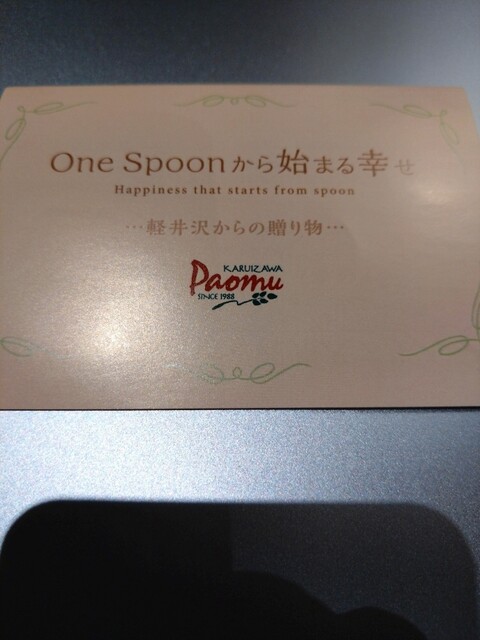 One Spoonから始まる幸せ
Happiness that starts from spoon
…軽井沢からの贈り物…
KARUIZAWA
Paomu
SINCE 1988